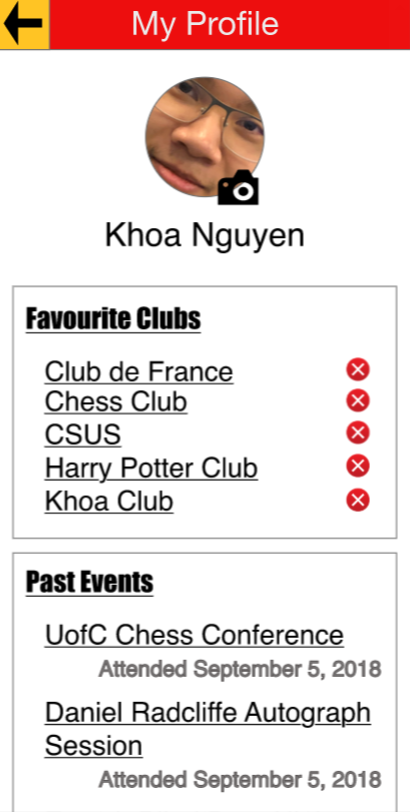 My Profile
Khoa Nguyen
Favourite Clubs
Club de France
Chess Club
CSUS
Harry Potter Club
Khoa Club
Past Events
UofC Chess Conference
Attended September 5, 2018
Daniel Radcliffe Autograph
Session
Attended September 5, 2018